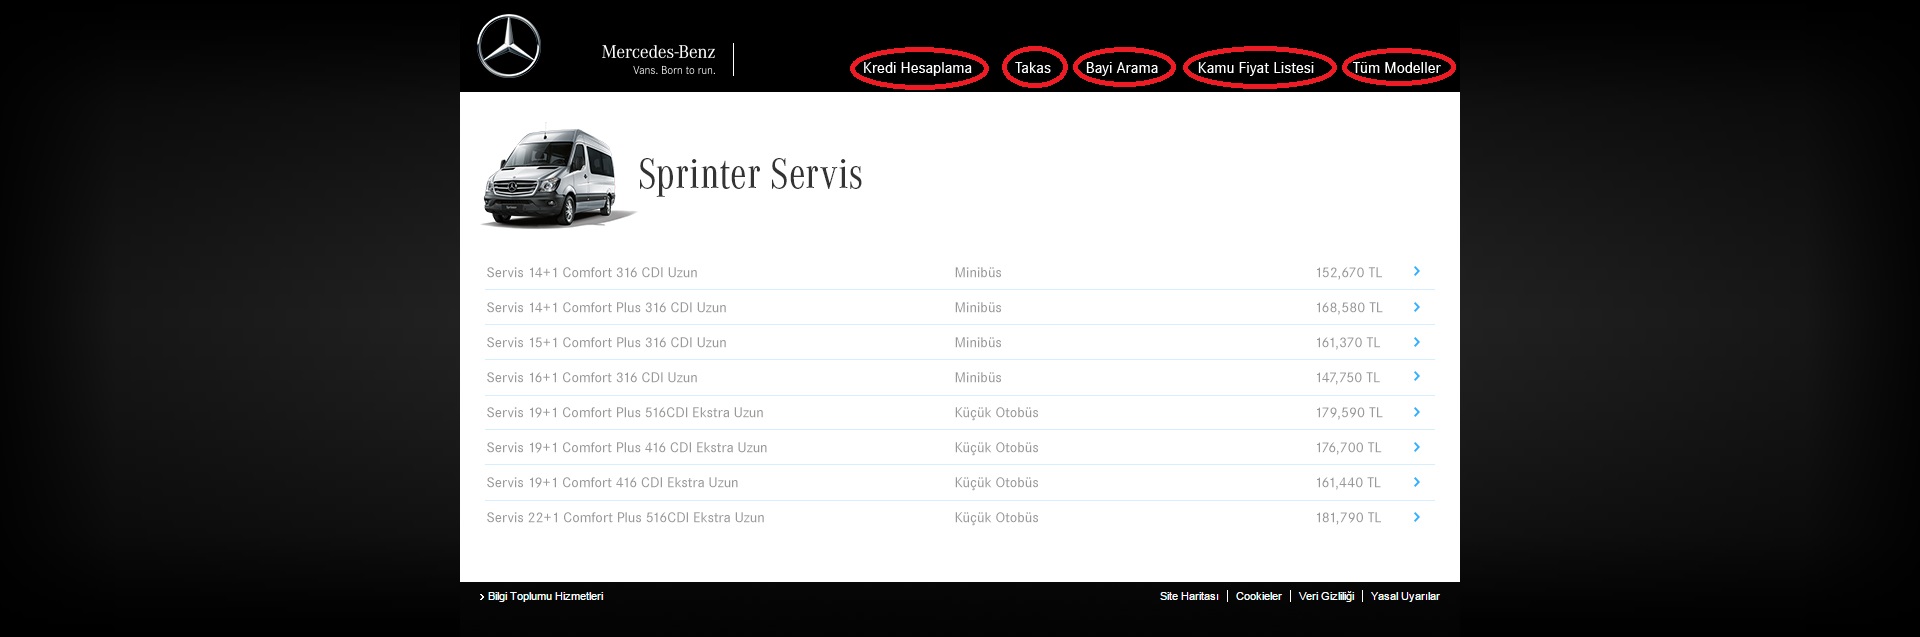 Mercedes-Benz
Vans. Born to run.
Kredi Hesaplama
Takas
Bayi Arama
Kamu Fiyat Listesi
Tüm Modeller
Sprinter Servis
Servis 14+1 Comfort 316 CDI Uzun Minibüs 152,670 TL
Servis 14+1 Comfort Plus 316 CDI Uzun Minibüs 168,580 TL
Servis 15+1 Comfort Plus 316 CDI Uzun Minibüs 161,370 TL
Servis 16+1 Comfort 316 CDI Uzun Minibüs 147,750 TL
Servis 19+1 Comfort Plus 516CDI Ekstra Uzun Küçük Otobüs 179,590 TL
Servis 19+1 Comfort Plus 416 CDI Ekstra Uzun Küçük Otobüs 176,700 TL
Servis 19+1 Comfort 416 CDI Ekstra Uzun Küçük Otobüs 161,440 TL
Servis 22+1 Comfort Plus 516CDI Ekstra Uzun Küçük Otobüs 181,790 TL
Bilgi Toplumu Hizmetleri
Site Haritası | Cookieler | Veri Gizliliği | Yasal Uyarılar